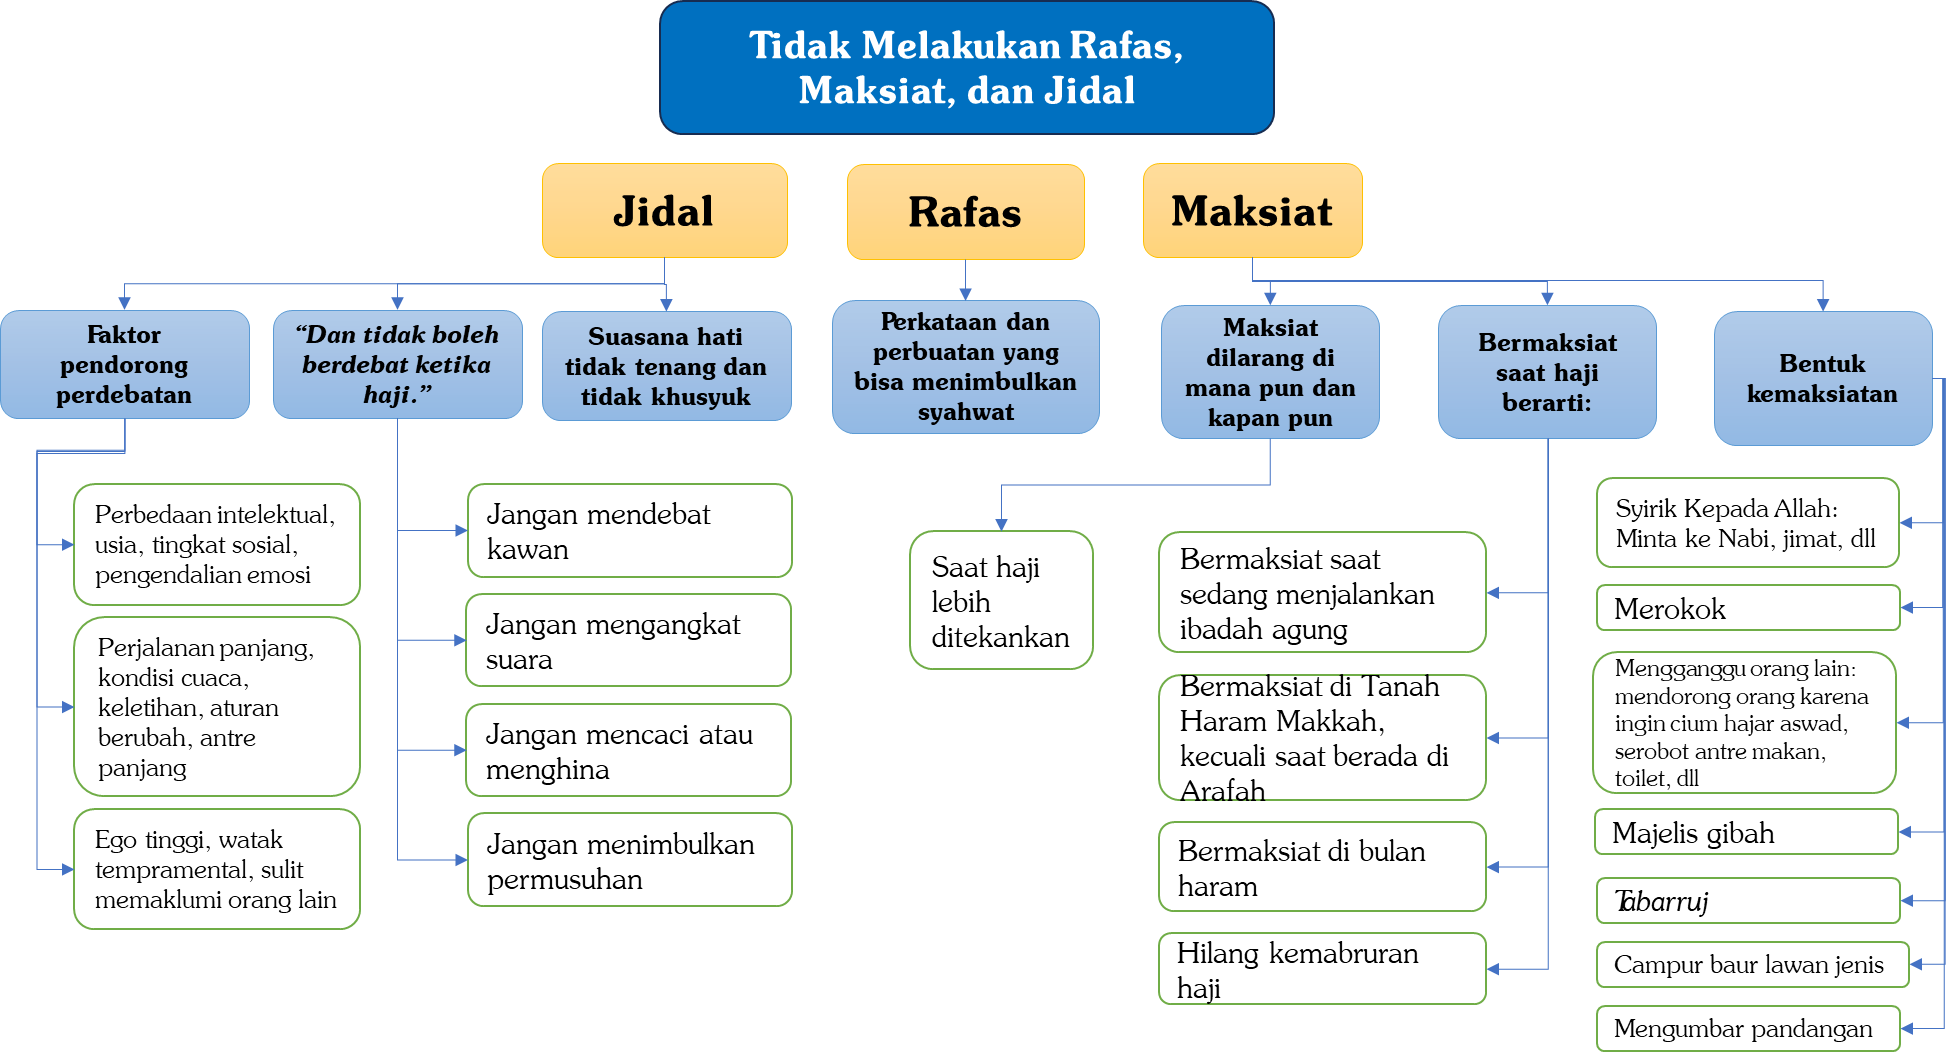 Tidak Melakukan Rafas,
Maksiat, dan Jidal
Jidal
Rafas
Maksiat
Faktor
pendorong
perdebatan
“Dan tidak boleh
berdebat ketika
haji.”
Suasana hati
tidak tenang dan
tidak khusyuk
Perkataan dan
perbuatan yang
bisa menimbulkan
syahwat
Maksiat
dilarang di
mana pun dan
kapan pun
Bermaksiat
saat haji
berarti:
Bentuk
kemaksiatan
Perbedaan intelektual,
usia, tingkat sosial,
pengendalian emosi
Perjalanan panjang,
kondisi cuaca,
keletihan, aturan
berubah, antre
panjang
Ego tinggi, watak
tempramental, sulit
memaklumi orang lain
Jangan mendebat
kawan
Jangan mengangkat
suara
Jangan mencaci atau
menghina
Jangan menimbulkan
permusuhan
Saat haji
lebih
ditekankan
Bermaksiat saat
sedang menjalankan
ibadah agung
Bermaksiat di Tanah
Haram Makkah,
kecuali saat berada di
Arafah
Bermaksiat di bulan
haram
Hilang kemabruran
haji
Syirik Kepada Allah:
Minta ke Nabi, jimat, dll
Merokok
Mengganggu orang lain:
mendorong orang karena
ingin cium hajar aswad,
serobot antre makan,
toilet, dll
Majelis gibah
Tabarruj
Campur baur lawan jenis
Mengumbar pandangan